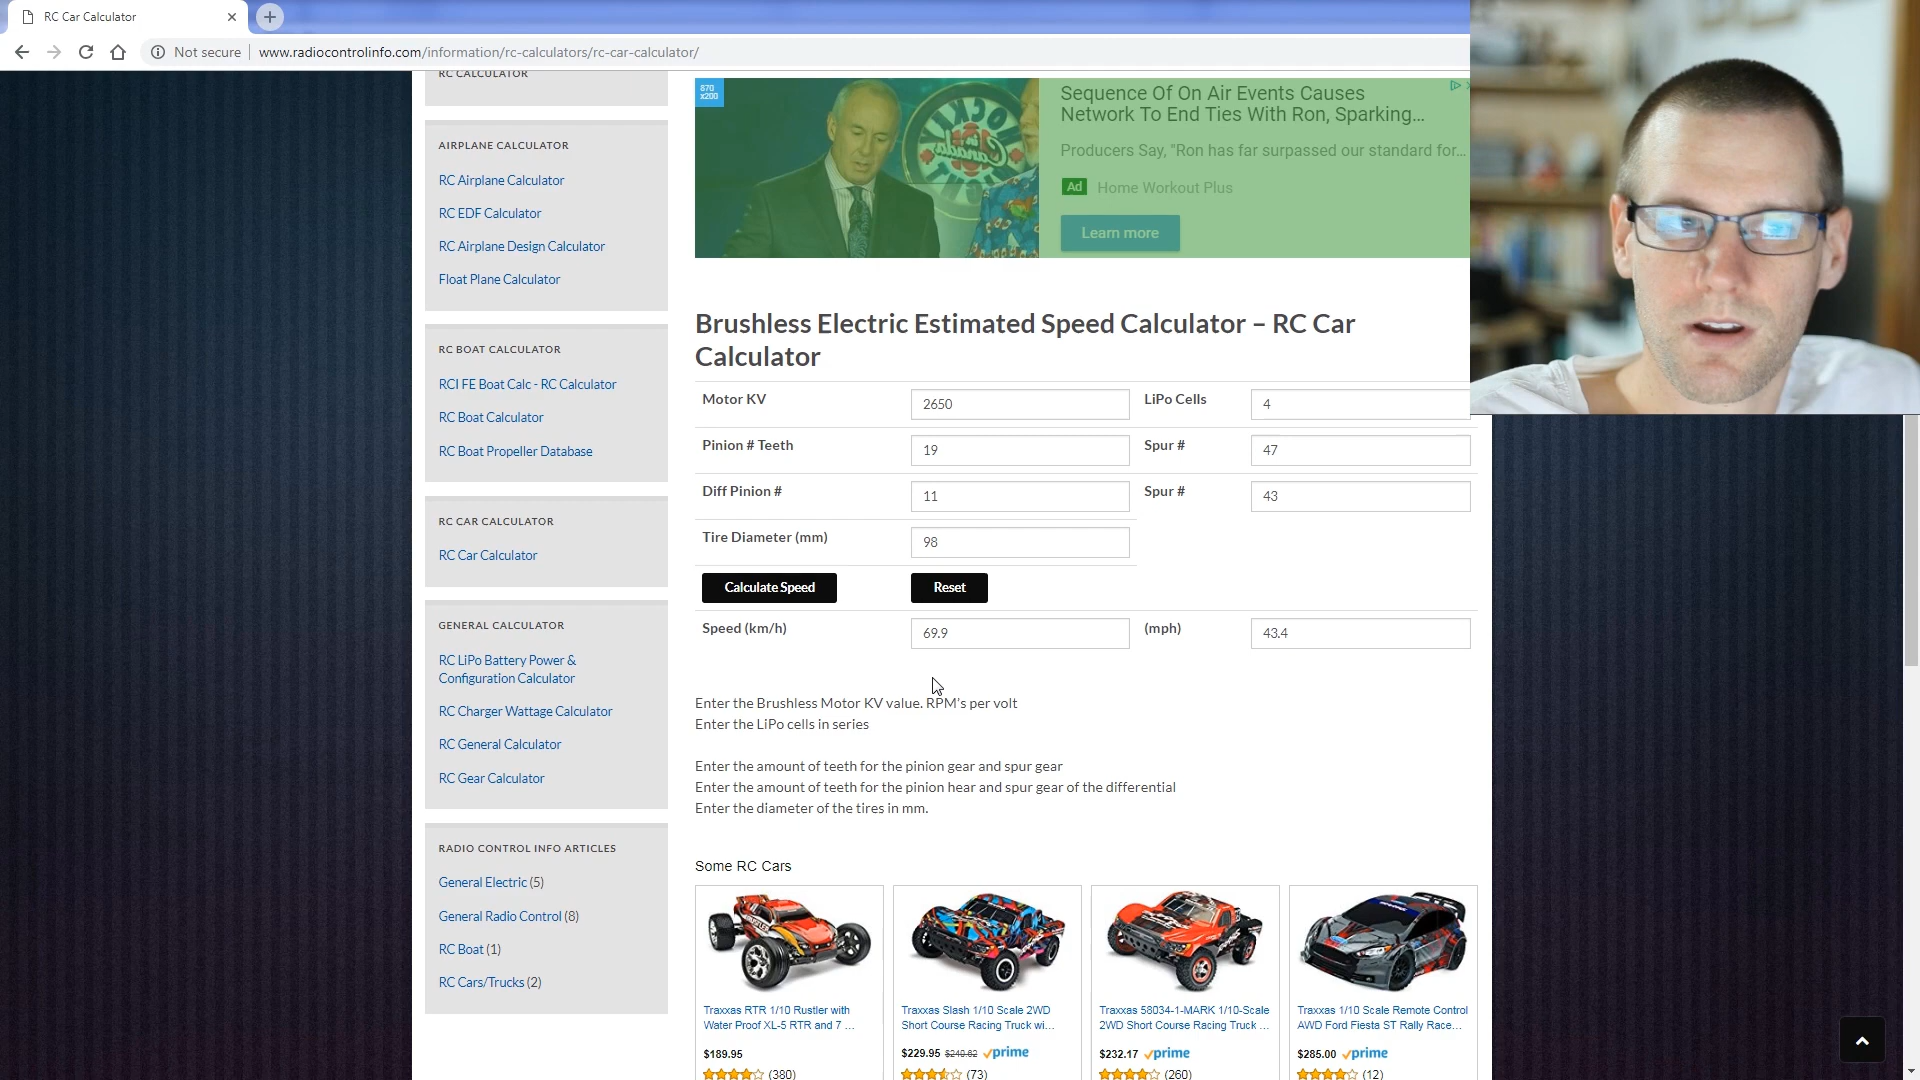 RC Car Calculator
Not secure
www.radiocontrolinfo.com/information/rc-calculators/rc-car-calculator/
RC CALCULATOR
AIRPLANE CALCULATOR
RC Airplane Calculator
RC EDF Calculator
RC Airplane Design Calculator
Float Plane Calculator
RC BOAT CALCULATOR
RCI FE Boat Calc - RC Calculator
RC Boat Calculator
RC Boat Propeller Database
RC CAR CALCULATOR
RC Car Calculator
GENERAL CALCULATOR
RC LiPo Battery Power &
Configuration Calculator
RC Charger Wattage Calculator
RC General Calculator
RC Gear Calculator
RADIO CONTROL INFO ARTICLES
General Electric (5)
General Radio Control (8)
RC Boat (1)
RC Cars/Trucks (2)
870
x200
Sequence Of On Air Events Causes
Network To End Ties With Ron, Sparking...
Producers Say, "Ron has far surpassed our standard for...
Ad Home Workout Plus
Learn more
Brushless Electric Estimated Speed Calculator – RC Car
Calculator
Motor KV 2650 LiPo Cells 4
Pinion # Teeth 19 Spur # 47
Diff Pinion # 11 Spur # 43
Tire Diameter (mm) 98
Calculate Speed Reset
Speed (km/h) 69.9 (mph) 43.4
Enter the Brushless Motor KV value. RPM's per volt
Enter the LiPo cells in series
Enter the amount of teeth for the pinion gear and spur gear
Enter the amount of teeth for the pinion hear and spur gear of the differential
Enter the diameter of the tires in mm.
Some RC Cars
Traxxas RTR 1/10 Rustler with
Water Proof XL-5 RTR and 7 ...
$189.95
(380)
Traxxas Slash 1/10 Scale 2WD
Short Course Racing Truck wi...
$229.95 $240.62 prime
(73)
Traxxas 58034-1-MARK 1/10-Scale
2WD Short Course Racing Truck ...
$232.17 prime
(260)
Traxxas 1/10 Scale Remote Control
AWD Ford Fiesta ST Rally Race...
$285.00 prime
(12)